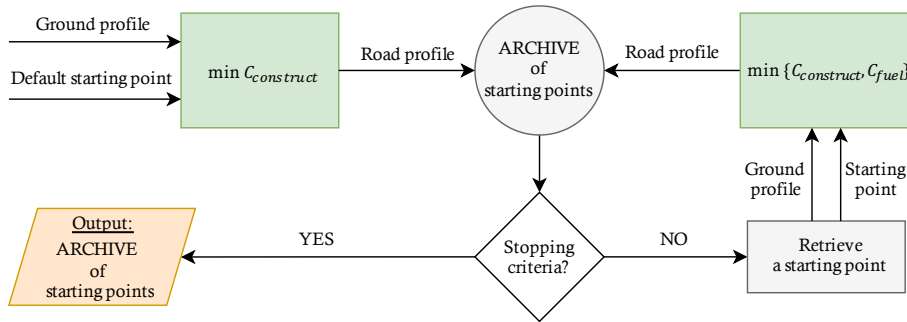 Ground profile
Default starting point
min C_construct
Road profile
ARCHIVE
of
starting points
Road profile
min {C_construct, C_fuel}
Ground
profile
Starting
point
Output:
ARCHIVE
of
starting points
YES
Stopping
criteria?
NO
Retrieve
a starting point